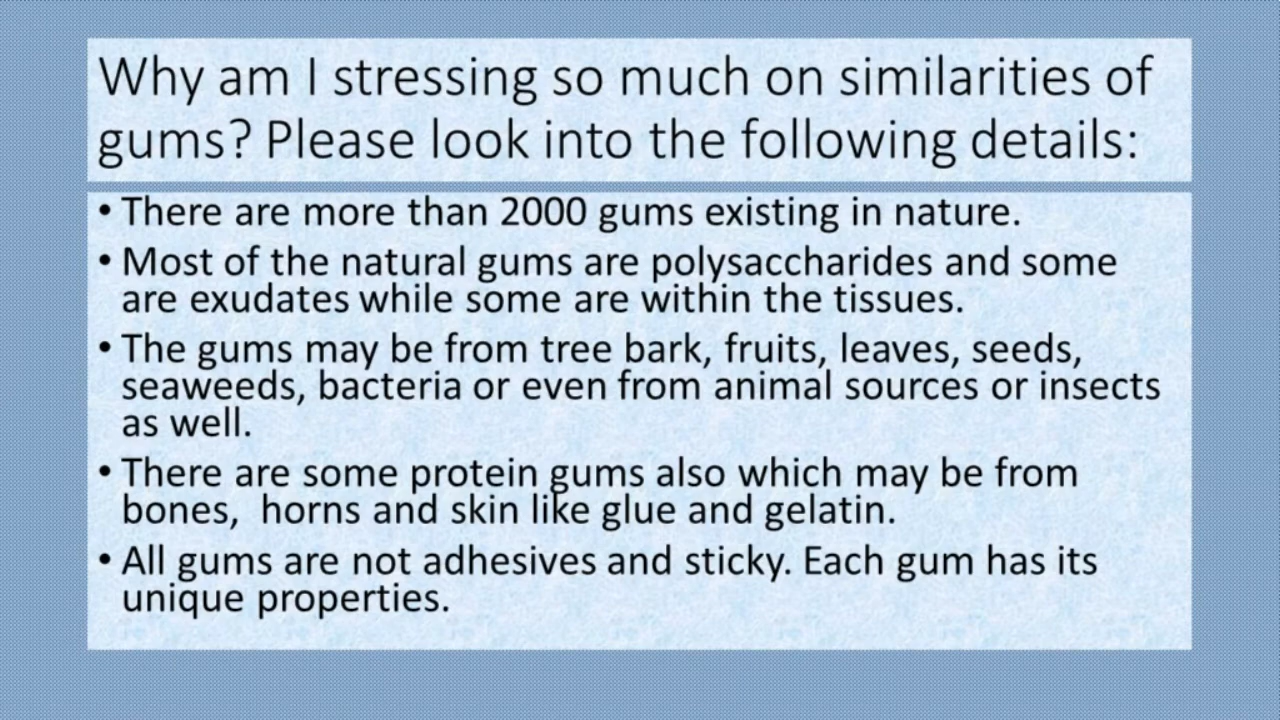 Why am I stressing so much on similarities of
gums? Please look into the following details:
• There are more than 2000 gums existing in nature.
• Most of the natural gums are polysaccharides and some
are exudates while some are within the tissues.
• The gums may be from tree bark, fruits, leaves, seeds,
seaweeds, bacteria or even from animal sources or insects
as well.
• There are some protein gums also which may be from
bones,  horns and skin like glue and gelatin.
• All gums are not adhesives and sticky. Each gum has its
unique properties.